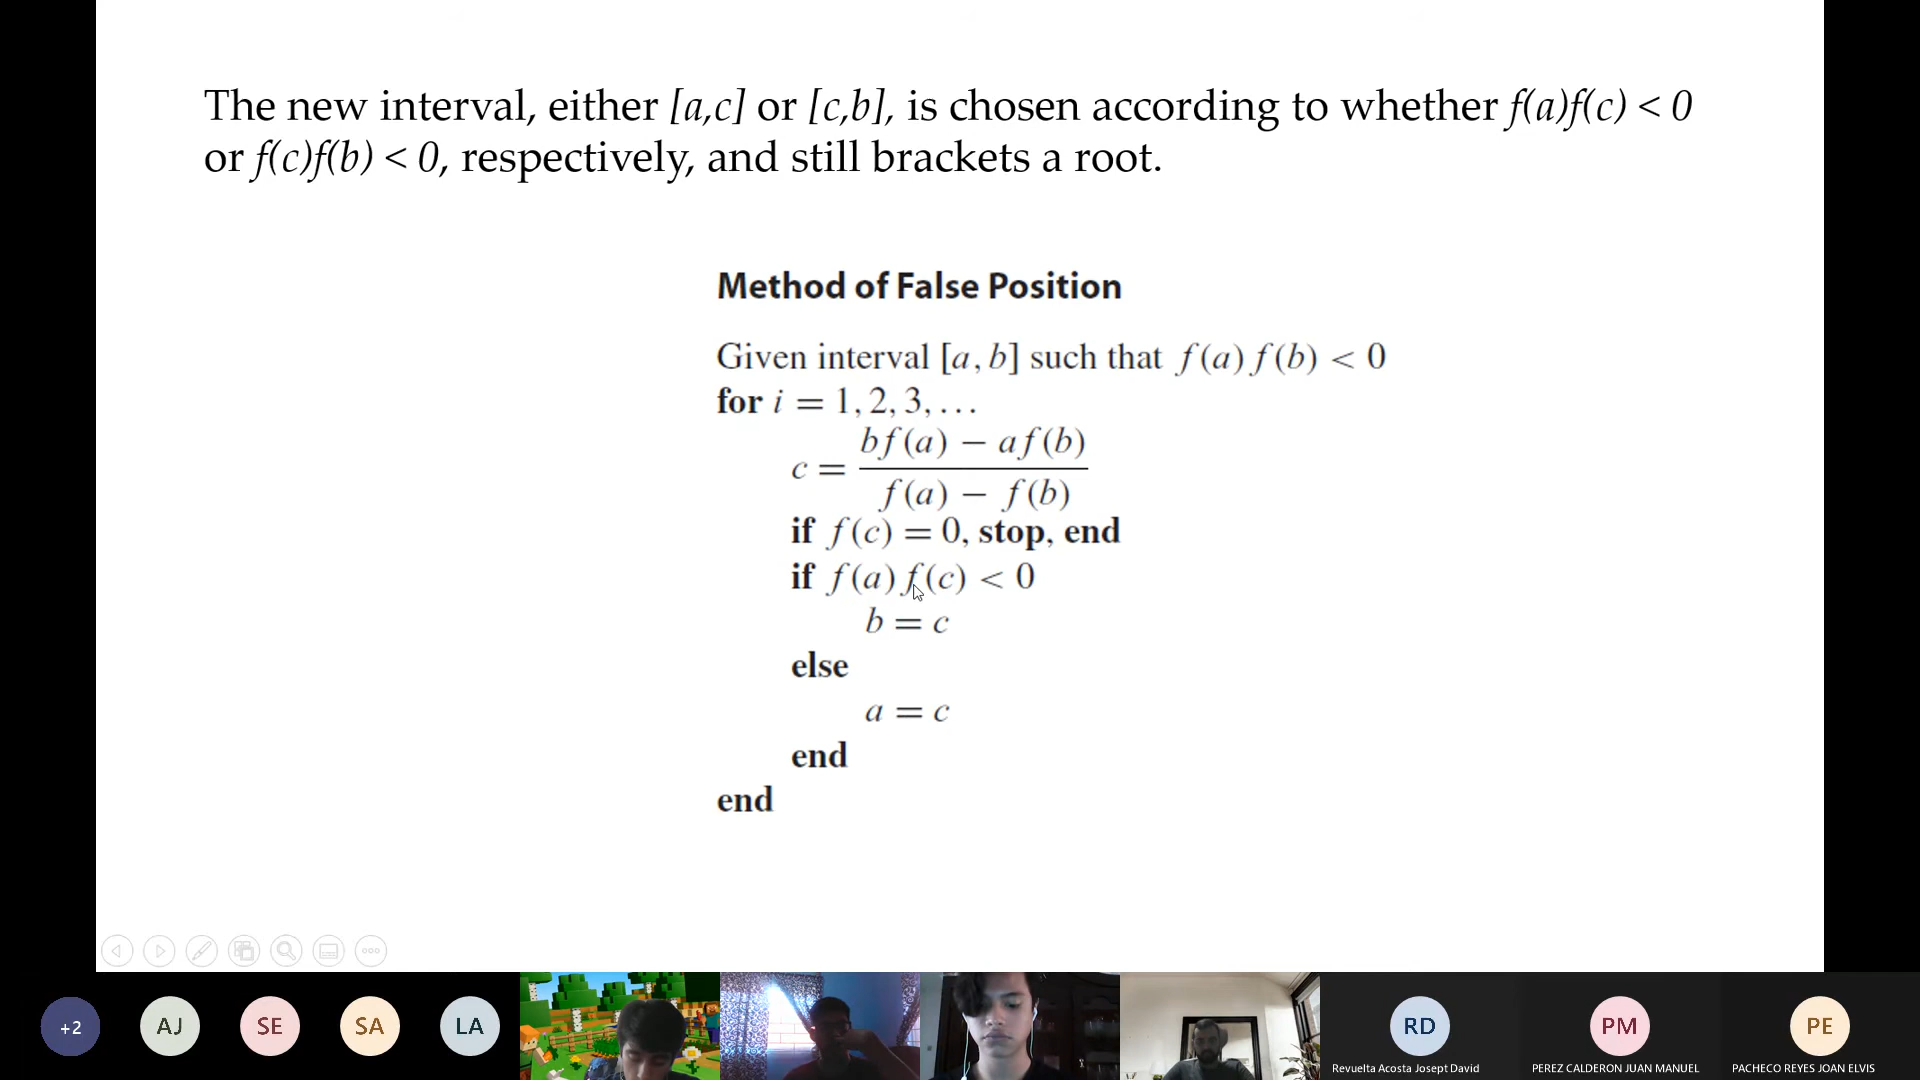 The new interval, either [a,c] or [c,b], is chosen according to whether f(a)f(c) < 0
or f(c)f(b) < 0, respectively, and still brackets a root.
Method of False Position
Given interval [a, b] such that f(a) f(b) < 0
for i = 1, 2, 3, . . .
c = \frac{bf(a) − af(b)}{f(a) − f(b)}
if f(c) = 0, stop, end
if f(a) f(c) < 0
b = c
else
a = c
end
end
+2
AJ
SE
SA
LA
RD
PM
PE
Revuelta Acosta Josept David
PEREZ CALDERON JUAN MANUEL
PACHECO REYES JOAN ELVIS